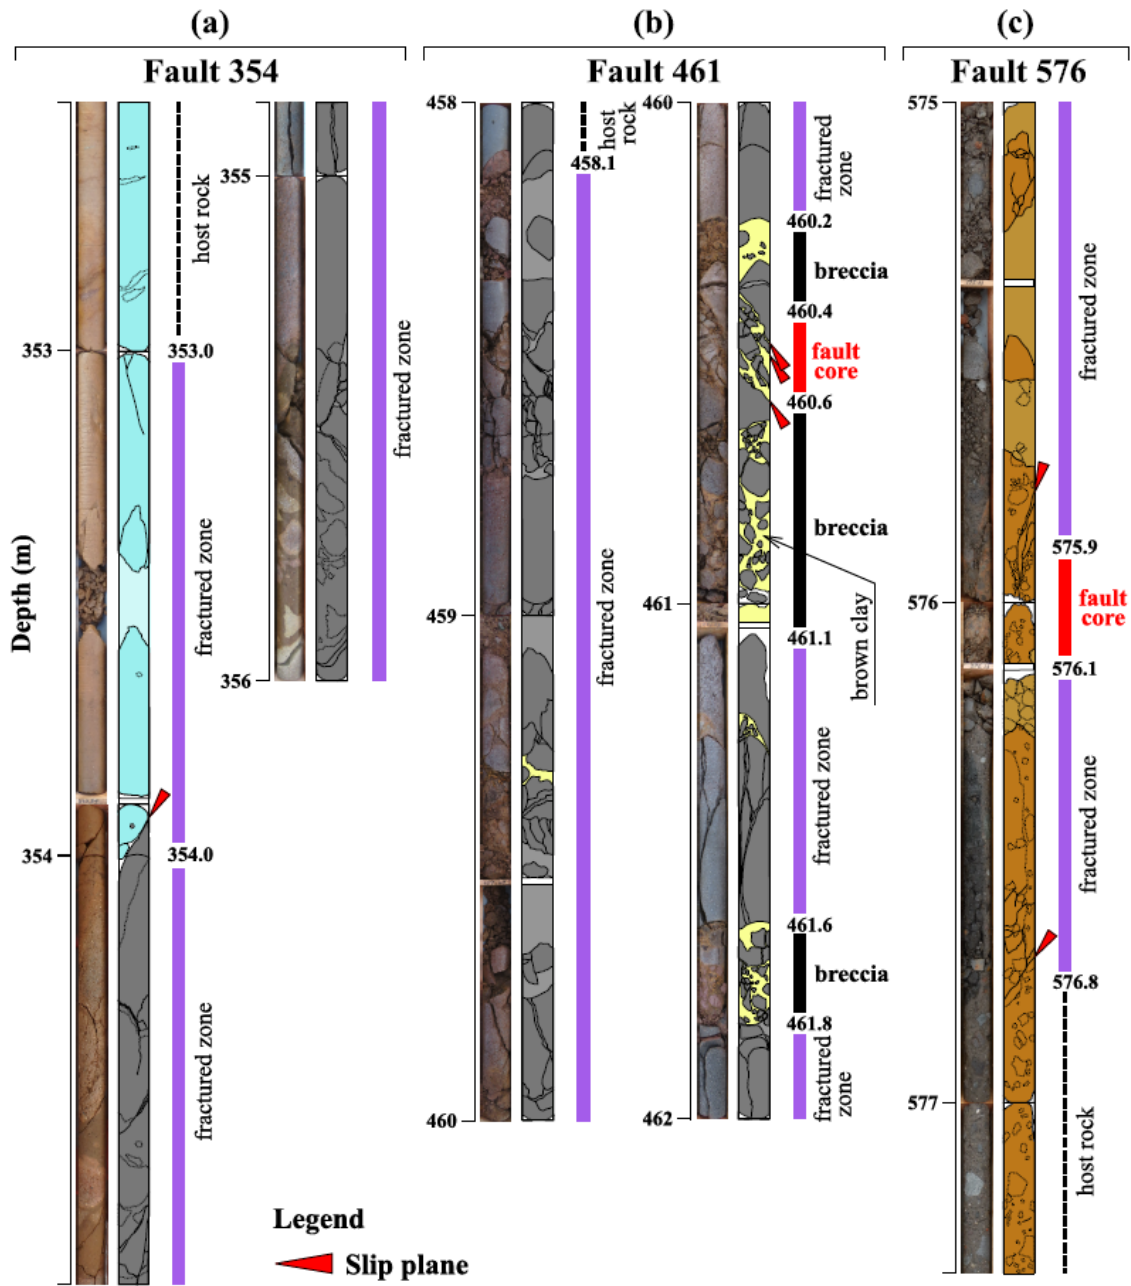 (a)
Fault 354
Depth (m)
353
354
host rock
353.0
fractured zone
354.0
fractured zone
355
356
fractured zone
Legend
Slip plane
(b)
Fault 461
458
459
460
host
rock
458.1
fractured zone
460
461
462
fractured
zone
460.2
breccia
460.4
fault
core
460.6
breccia
brown clay
461.1
fractured zone
461.6
breccia
461.8
fractured
zone
(c)
Fault 576
575
576
577
fractured zone
575.9
fault
core
576.1
fractured zone
576.8
host rock